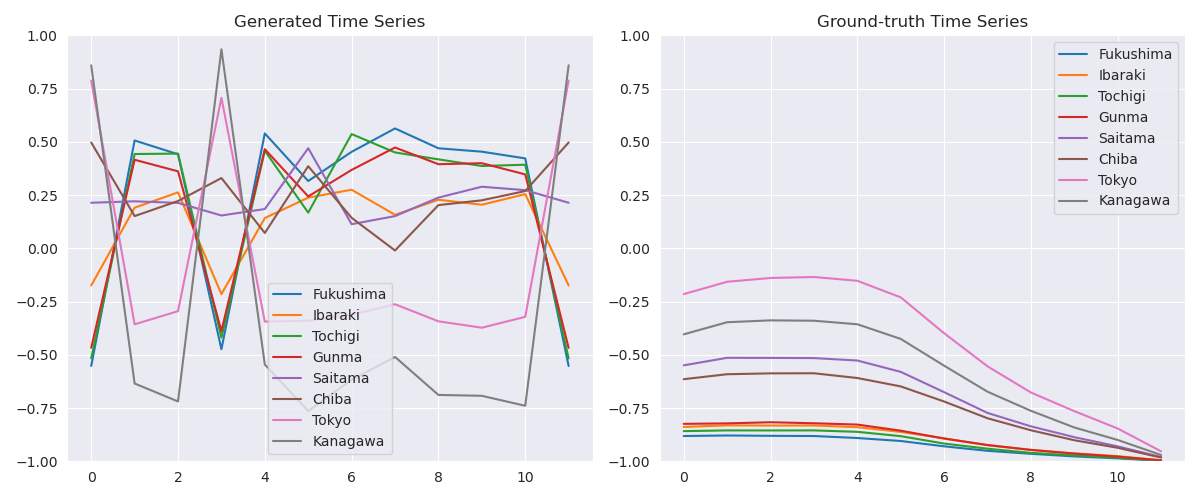 Generated Time Series
1.00
0.75
0.50
0.25
0.00
−0.25
−0.50
−0.75
−1.00
0
2
4
6
8
10
Fukushima
Ibaraki
Tochigi
Gunma
Saitama
Chiba
Tokyo
Kanagawa
Ground-truth Time Series
1.00
0.75
0.50
0.25
0.00
−0.25
−0.50
−0.75
−1.00
0
2
4
6
8
10
Fukushima
Ibaraki
Tochigi
Gunma
Saitama
Chiba
Tokyo
Kanagawa